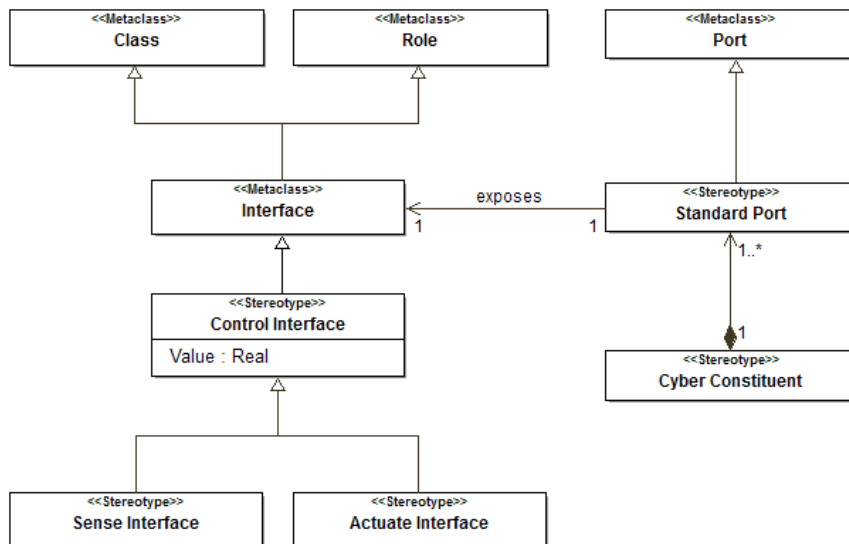 <<Metaclass>>
Class
<<Metaclass>>
Role
<<Metaclass>>
Port
<<Metaclass>>
Interface
exposes
1
1
<<Stereotype>>
Standard Port
1..*
<<Stereotype>>
Control Interface
Value : Real
1
<<Stereotype>>
Cyber Constituent
<<Stereotype>>
Sense Interface
<<Stereotype>>
Actuate Interface